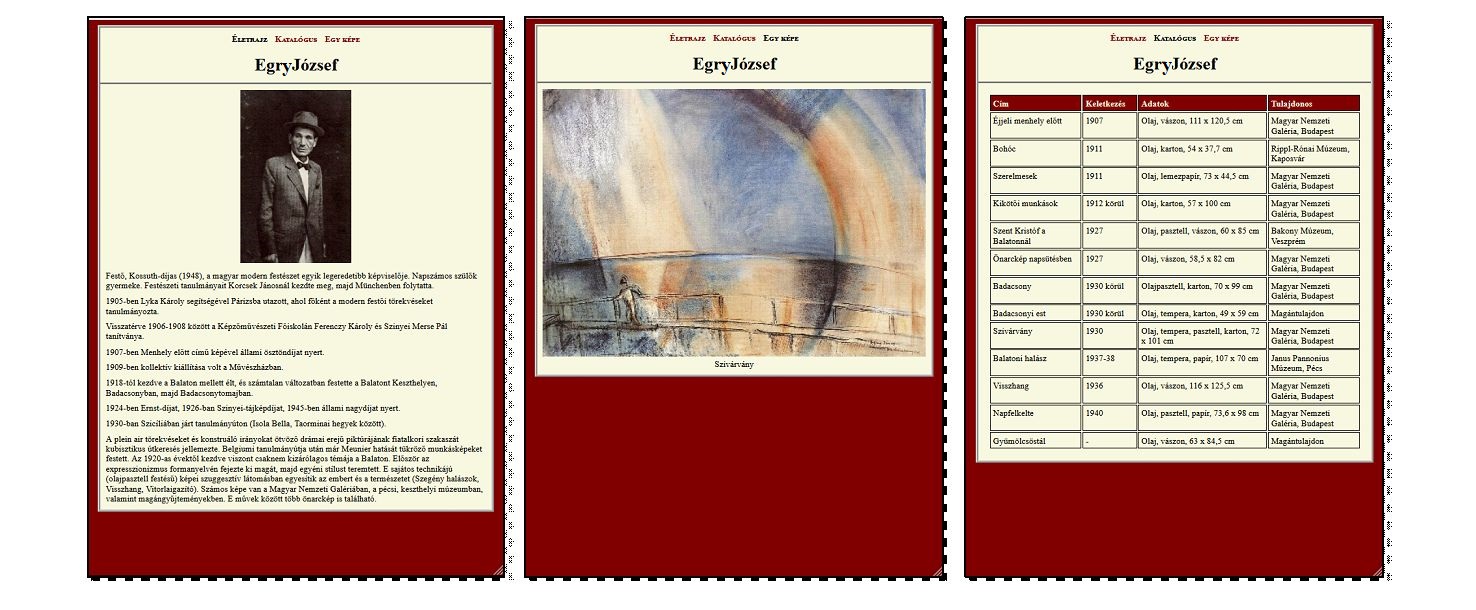 Életrajz Katalógus Egy képe
EgryJózsef
Festő, Kossuth-díjas (1948), a magyar modern festészet egyik legeredetibb képviselője. Napszámos szülők
gyermeke. Festészeti tanulmányait Korcsek Jánosnál kezdte meg, majd Münchenben folytatta.
1905-ben Lyka Károly segítségével Párizsba utazott, ahol főként a modern festői törekvéseket
tanulmányozta.
Visszatérve 1906-1908 között a Képzőművészeti Főiskolán Ferenczy Károly és Szinyei Merse Pál
tanítványa.
1907-ben Menhely előtt című képével állami ösztöndíjat nyert.
1909-ben kollektív kiállítása volt a Művészházban.
1918-tól kezdve a Balaton mellett élt, és számtalan változatban festette a Balatont Keszthelyen,
Badacsonyban, majd Badacsonytomajban.
1924-ben Ernst-díjat, 1926-ban Szinyei-tájképdíjat, 1945-ben állami nagydíjat nyert.
1930-ban Szicíliában járt tanulmányúton (Isola Bella, Taorminai hegyek között).
A plein air törekvéseket és konstruáló irányokat ötvöző drámai erejű piktúrájának fiatalkori szakaszát
kubisztikus útkeresés jellemezte. Belgiumi tanulmányútja után már Meunier hatását tükröző munkásképeket
festett. Az 1920-as évektől kezdve viszont csaknem kizárólagos témája a Balaton. Először az
expresszionizmus formanyelvén fejezte ki magát, majd egyéni stílust teremtett. E sajátos technikájú
(olajpasztell festésű) képei szuggesztív látomásban egyesítik az embert és a természetet (Szegény halászok,
Visszhang, Vitorlaigazító). Számos képe van a Magyar Nemzeti Galériában, a pécsi, keszthelyi múzeumban,
valamint magángyűjteményekben. E művek között több önarckép is található.
Életrajz Katalógus Egy képe
EgryJózsef
Szivárvány
Életrajz Katalógus Egy képe
EgryJózsef
Cím Keletkezés Adatok Tulajdonos
Éjjeli menhely előtt 1907 Olaj, vászon, 111 x 120,5 cm Magyar Nemzeti
Galéria, Budapest
Bohóc 1911 Olaj, karton, 54 x 37,7 cm Rippl-Rónai Múzeum,
Kaposvár
Szerelmesek 1911 Olaj, lemezpapír, 73 x 44,5 cm Magyar Nemzeti
Galéria, Budapest
Kikötői munkások 1912 körül Olaj, karton, 57 x 100 cm Magyar Nemzeti
Galéria, Budapest
Szent Kristóf a 1927 Olaj, pasztell, vászon, 60 x 85 cm Bakony Múzeum,
Balatonnál Veszprém
Önarckép napsütésben 1927 Olaj, vászon, 58,5 x 82 cm Magyar Nemzeti
Galéria, Budapest
Badacsony 1930 körül Olajpasztell, karton, 70 x 99 cm Magyar Nemzeti
Galéria, Budapest
Badacsonyi est 1930 körül Olaj, tempera, karton, 49 x 59 cm Magántulajdon
Szivárvány 1930 Olaj, tempera, pasztell, karton, 72 Magyar Nemzeti
x 101 cm Galéria, Budapest
Balatoni halász 1937-38 Olaj, tempera, papír, 107 x 70 cm Janus Pannonius
Múzeum, Pécs
Visszhang 1936 Olaj, vászon, 116 x 125,5 cm Magyar Nemzeti
Galéria, Budapest
Napfelkelte 1940 Olaj, pasztell, papír, 73,6 x 98 cm Magyar Nemzeti
Galéria, Budapest
Gyümölcsöstál - Olaj, vászon, 63 x 84,5 cm Magántulajdon